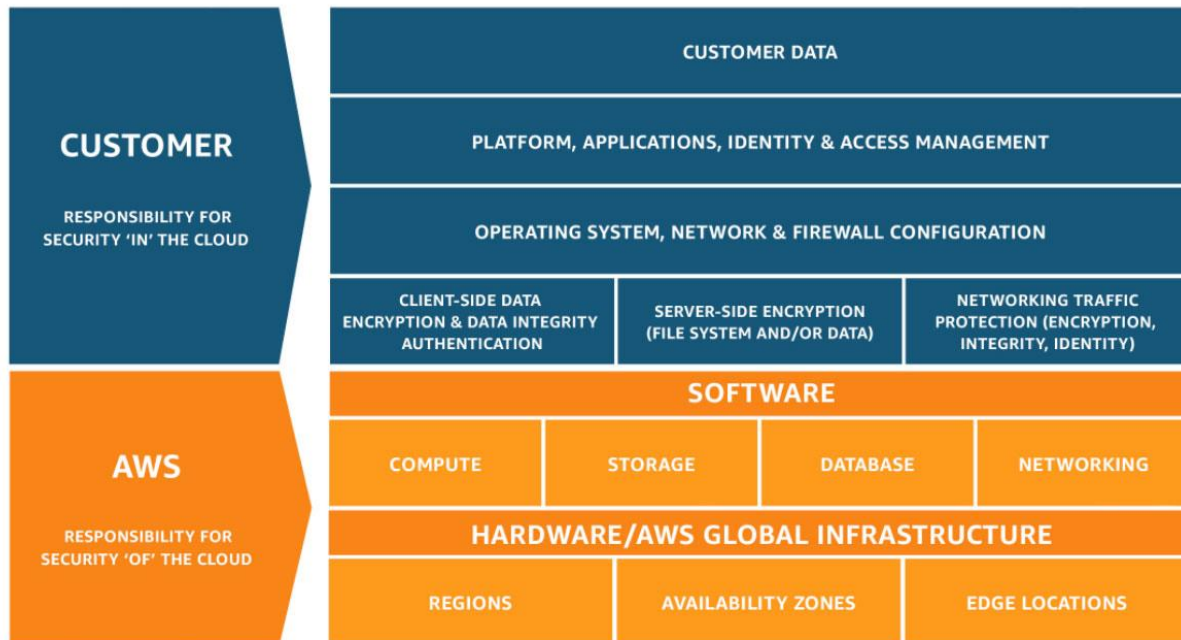 CUSTOMER
RESPONSIBILITY FOR
SECURITY ‘IN’ THE CLOUD
CUSTOMER DATA
PLATFORM, APPLICATIONS, IDENTITY & ACCESS MANAGEMENT
OPERATING SYSTEM, NETWORK & FIREWALL CONFIGURATION
CLIENT-SIDE DATA
ENCRYPTION & DATA INTEGRITY
AUTHENTICATION
SERVER-SIDE ENCRYPTION
(FILE SYSTEM AND/OR DATA)
NETWORKING TRAFFIC
PROTECTION (ENCRYPTION,
INTEGRITY, IDENTITY)
AWS
RESPONSIBILITY FOR
SECURITY ‘OF’ THE CLOUD
SOFTWARE
COMPUTE
STORAGE
DATABASE
NETWORKING
HARDWARE/AWS GLOBAL INFRASTRUCTURE
REGIONS
AVAILABILITY ZONES
EDGE LOCATIONS